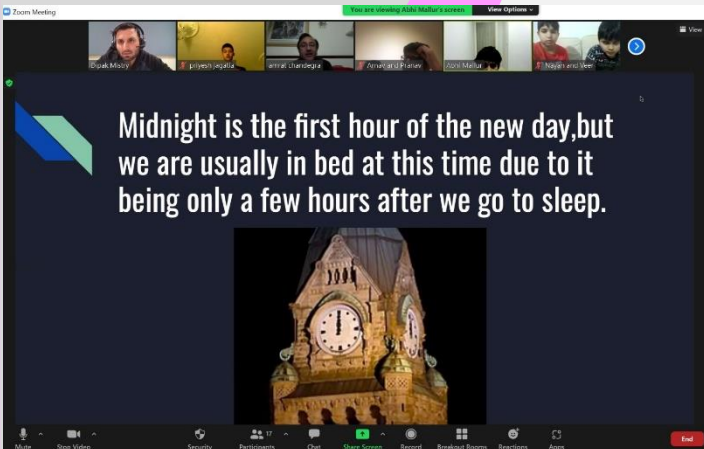 Zoom Meeting
You are viewing Abhi Mallur's screen View Options
View
Dipak Mistry
priyesh jagatia
amrat chandegra
Arnav and Pranav
Abhi Mallur
Nayan and Veer
Midnight is the first hour of the new day,but
we are usually in bed at this time due to it
being only a few hours after we go to sleep.
Mute Stop Video Security Participants 17 Chat Share Screen Record Breakout Rooms Reactions Apps End